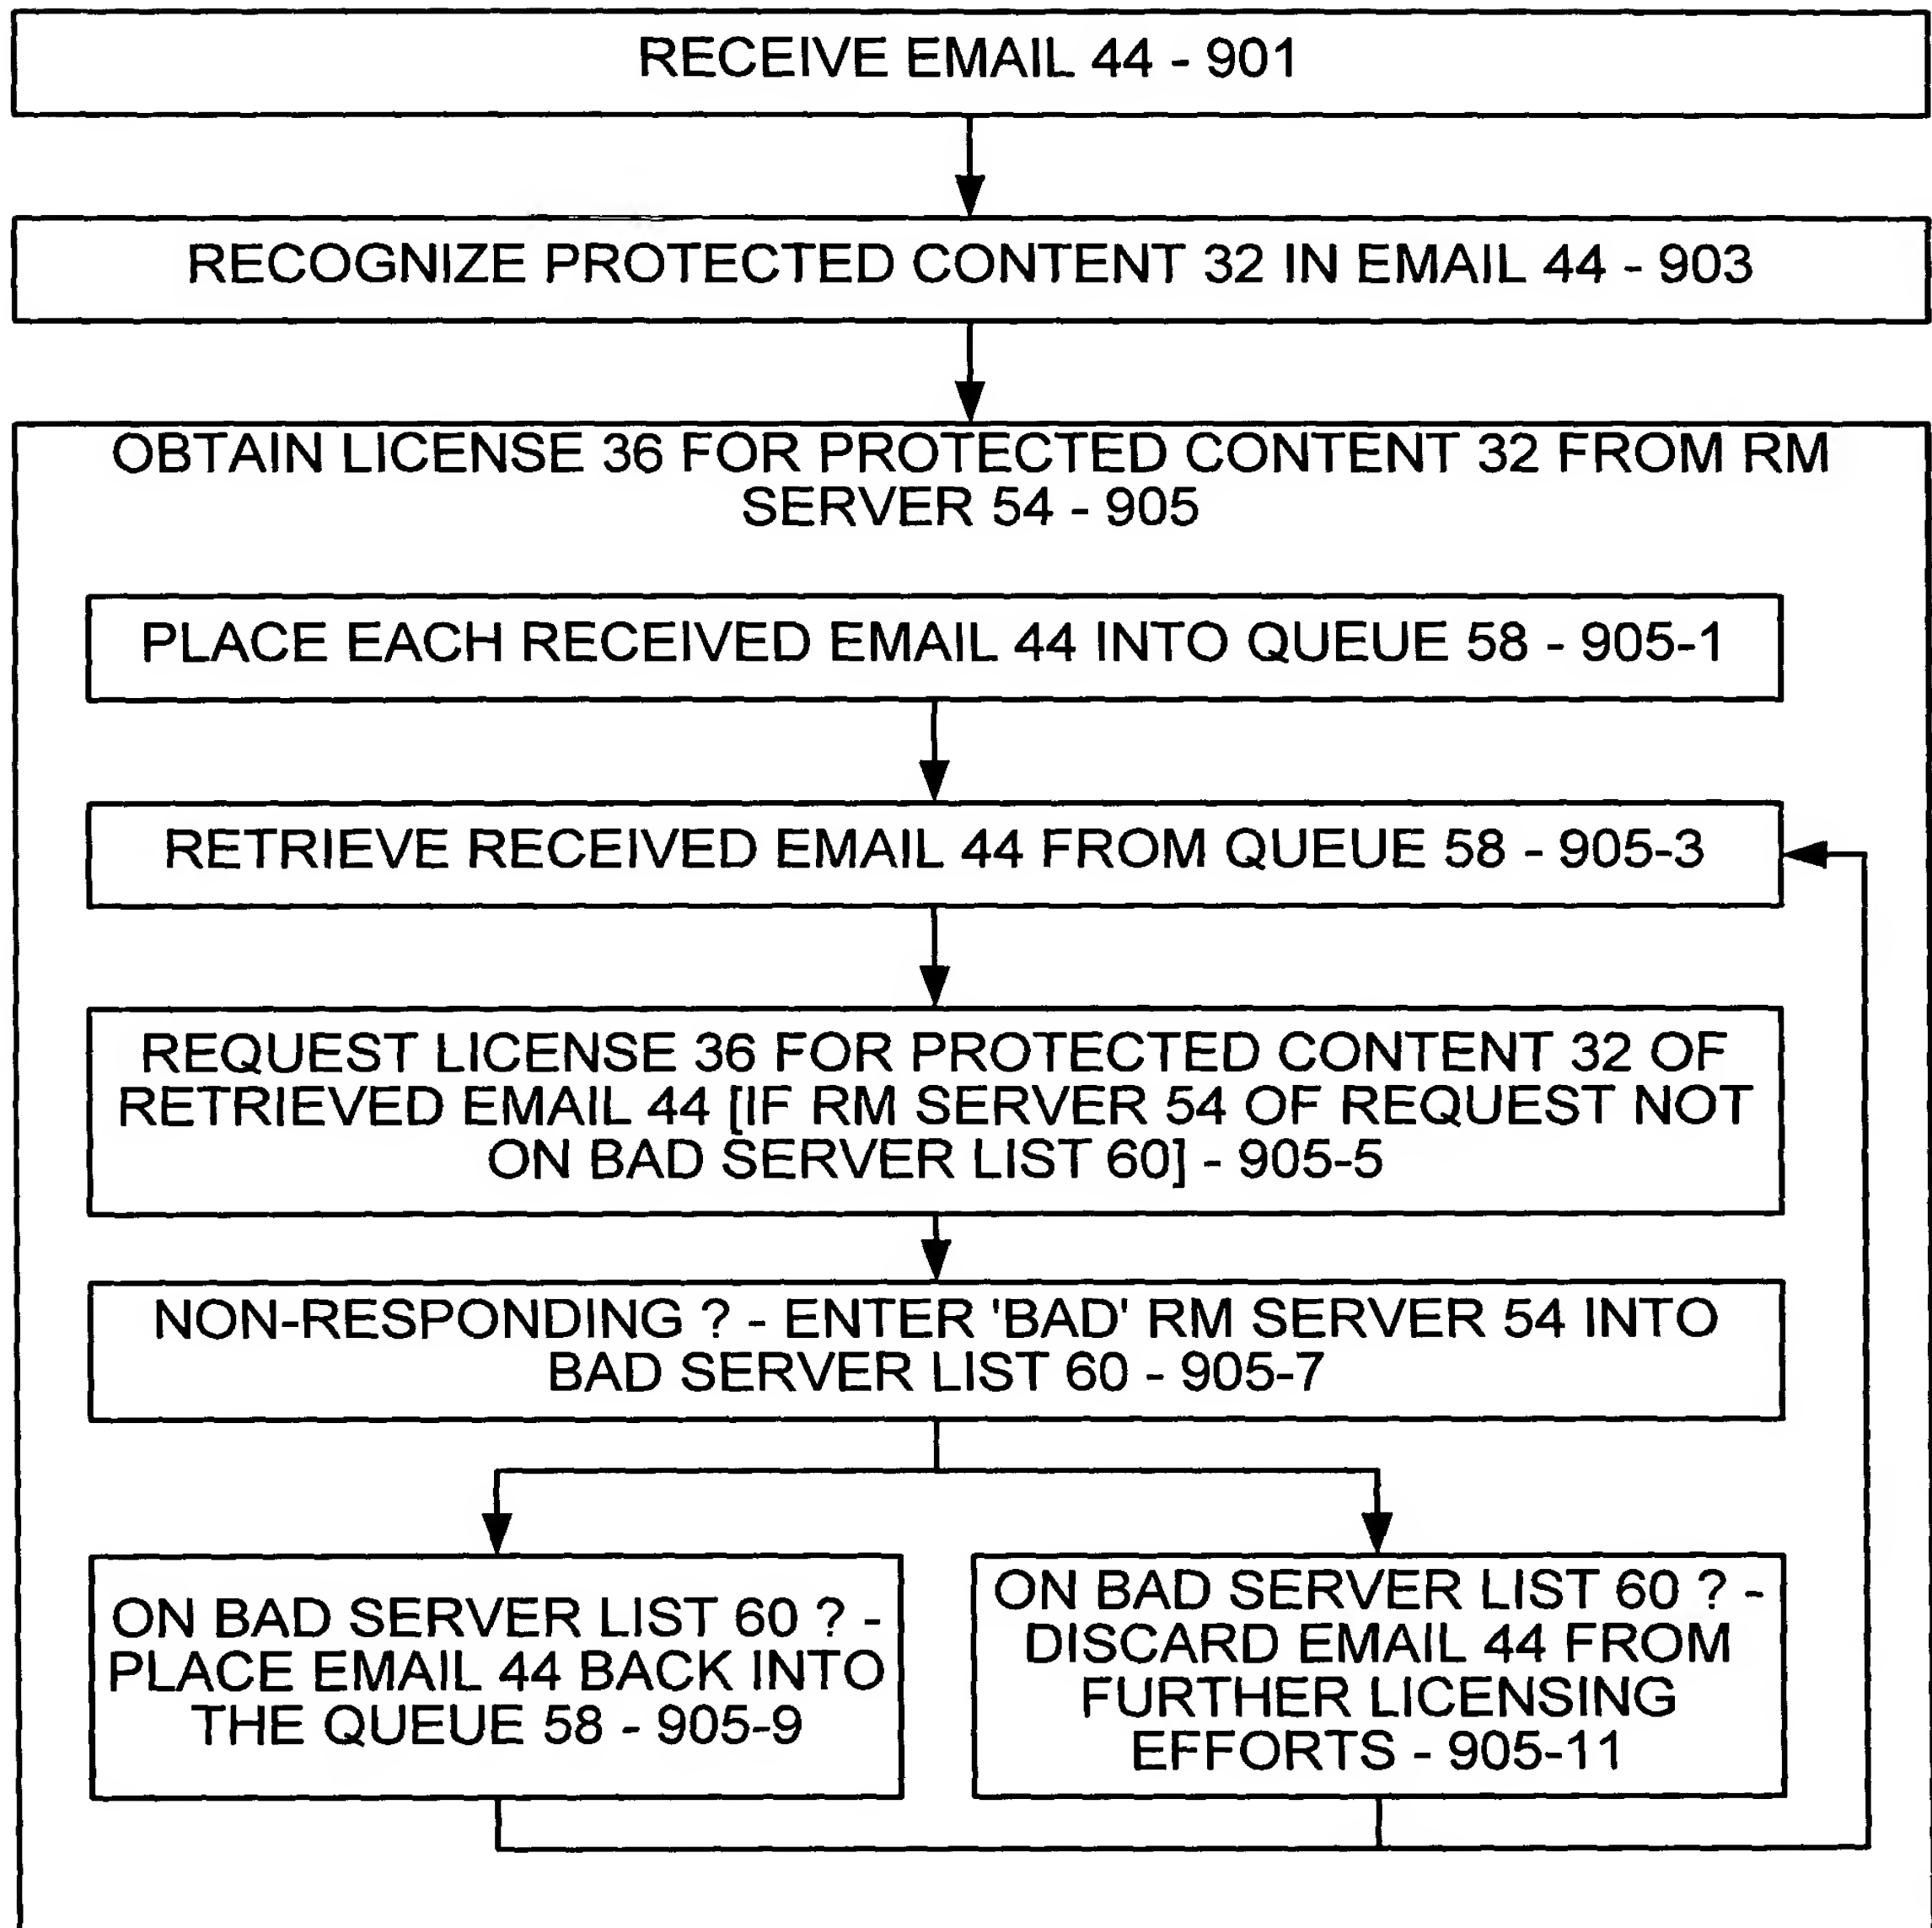 RECEIVE EMAIL 44 - 901
RECOGNIZE PROTECTED CONTENT 32 IN EMAIL 44 - 903
OBTAIN LICENSE 36 FOR PROTECTED CONTENT 32 FROM RM
SERVER 54 - 905
PLACE EACH RECEIVED EMAIL 44 INTO QUEUE 58 - 905-1
RETRIEVE RECEIVED EMAIL 44 FROM QUEUE 58 - 905-3
REQUEST LICENSE 36 FOR PROTECTED CONTENT 32 OF
RETRIEVED EMAIL 44 [IF RM SERVER 54 OF REQUEST NOT
ON BAD SERVER LIST 60] - 905-5
NON-RESPONDING ? - ENTER 'BAD' RM SERVER 54 INTO
BAD SERVER LIST 60 - 905-7
ON BAD SERVER LIST 60 ? -
PLACE EMAIL 44 BACK INTO
THE QUEUE 58 - 905-9
ON BAD SERVER LIST 60 ? -
DISCARD EMAIL 44 FROM
FURTHER LICENSING
EFFORTS - 905-11